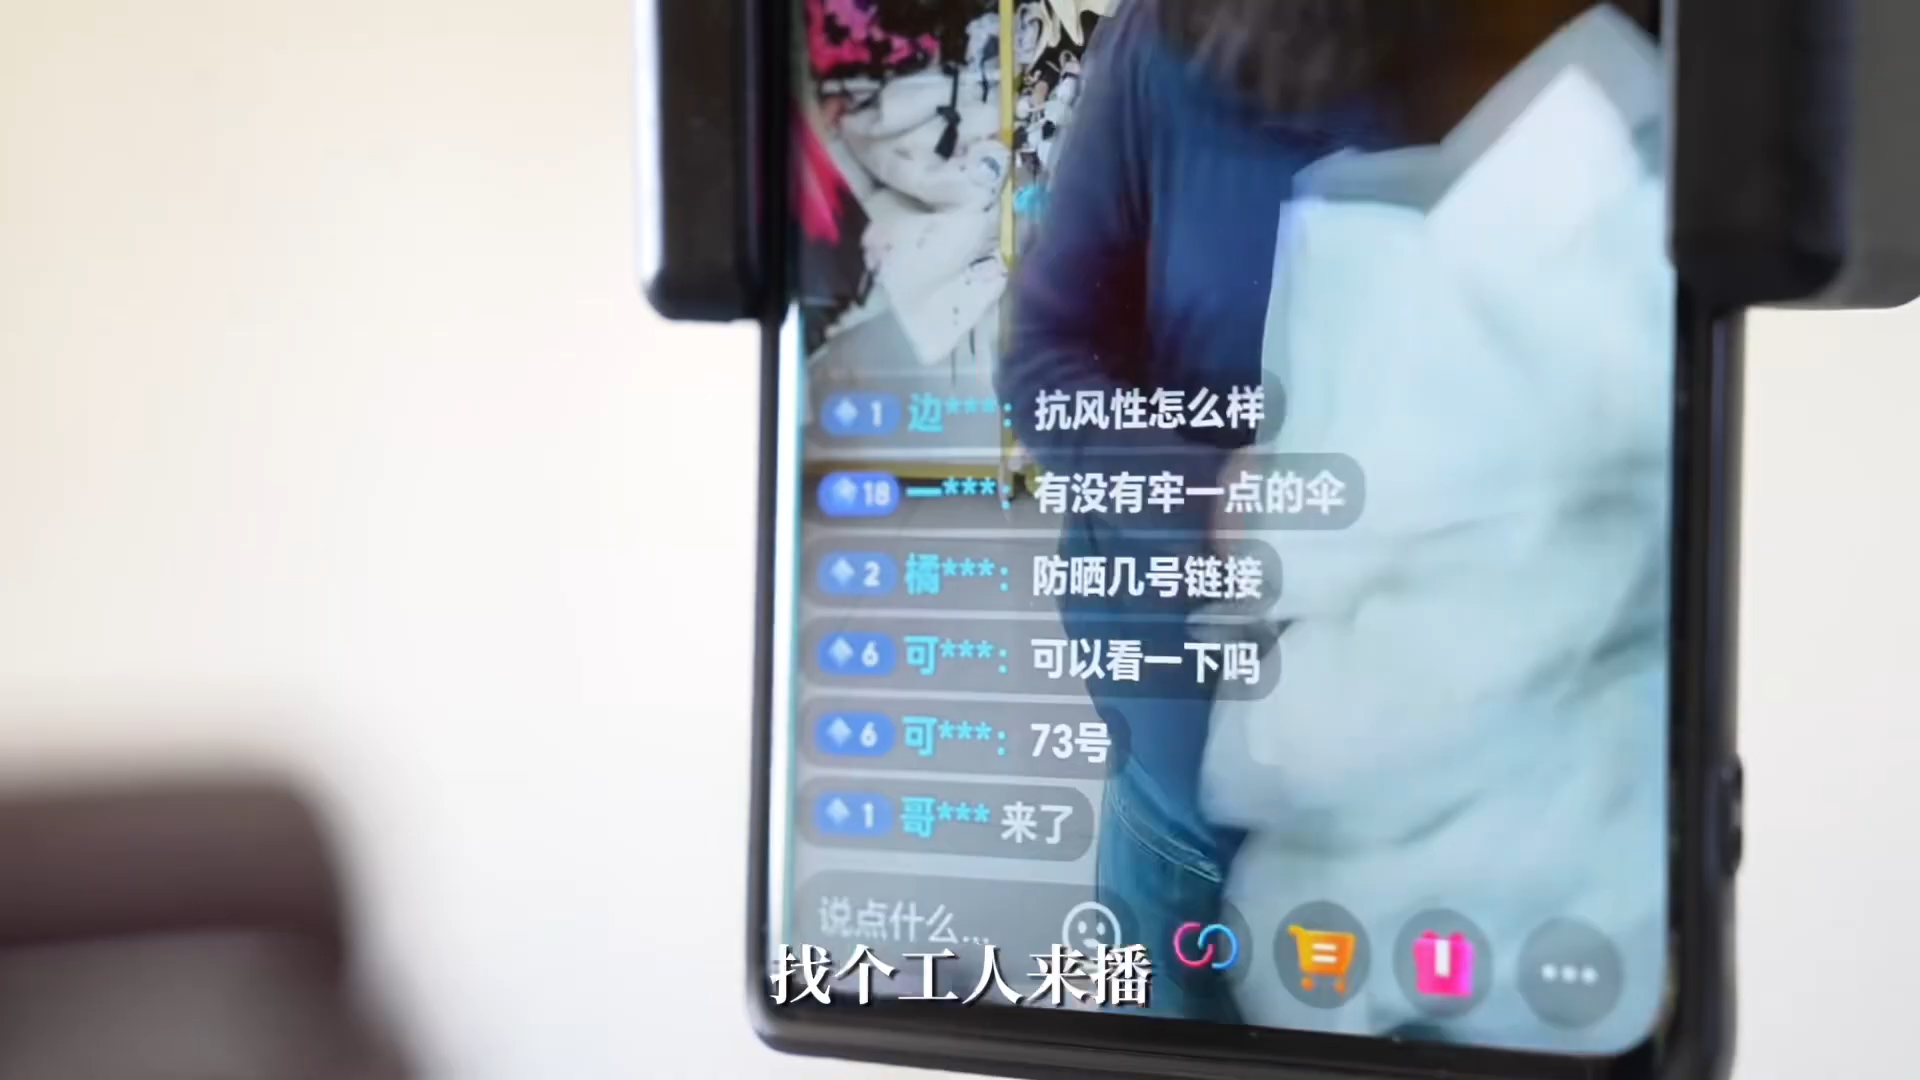 1 边***：抗风性怎么样
18 一***：有没有牢一点的伞
2 橘***：防晒几号链接
6 可***：可以看一下吗
6 可***：73号
1 哥*** 来了
说点什么...
找个工人来播